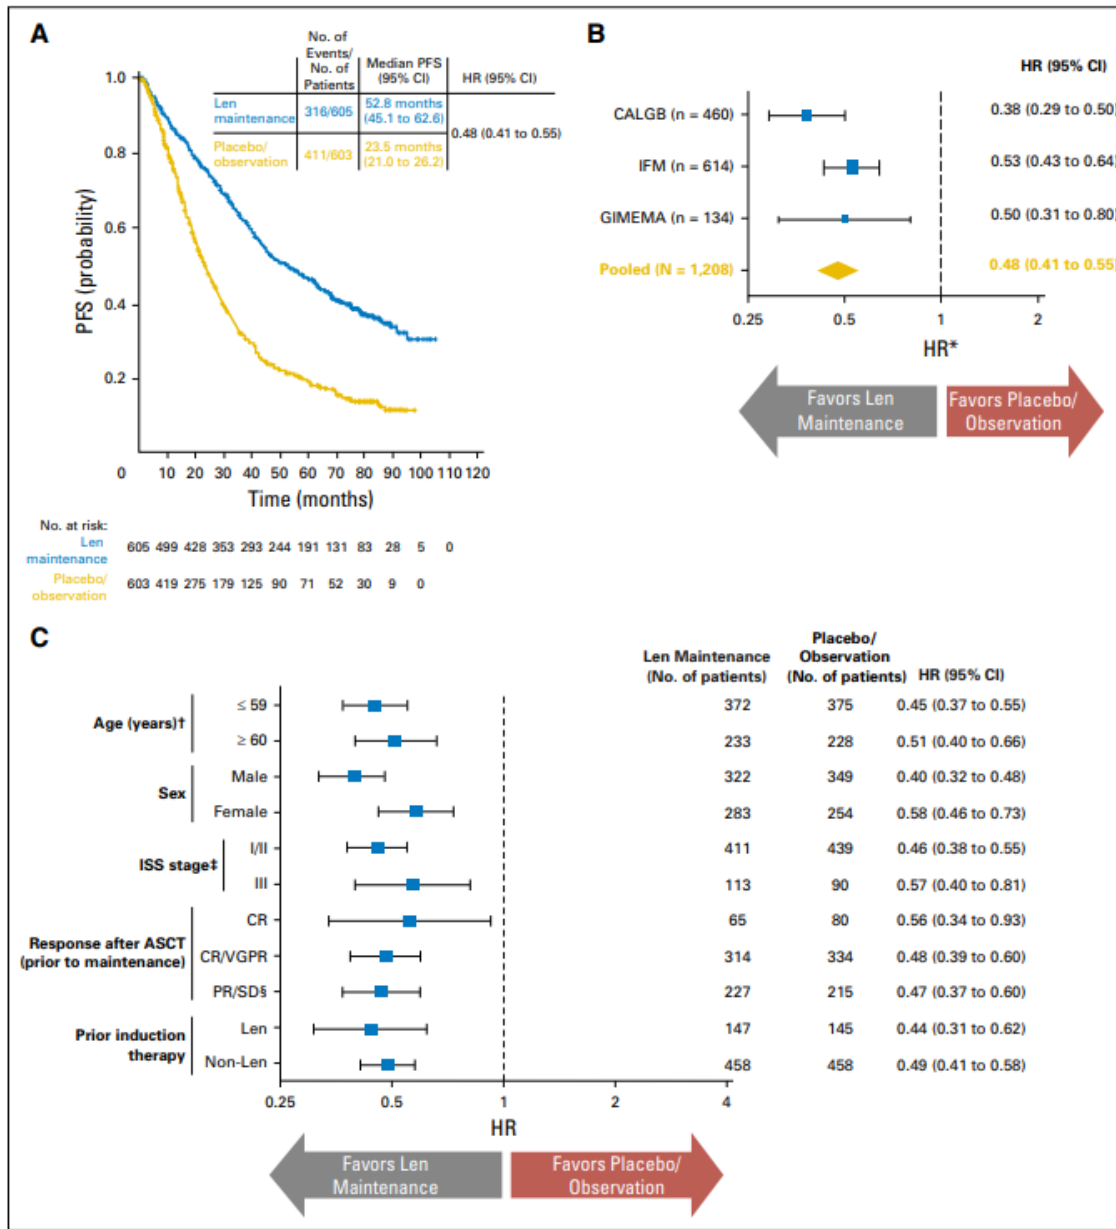 A
No. of Events/ No. of Patients Median PFS (95% CI) HR (95% CI)
Len maintenance 316/605 52.8 months (45.1 to 62.6)
0.48 (0.41 to 0.55)
Placebo/ observation 411/603 23.5 months (21.0 to 26.2)
PFS (probability)
1.0
0.8
0.6
0.4
0.2
0 10 20 30 40 50 60 70 80 90 100 110 120
Time (months)
No. at risk:
Len maintenance 605 499 428 353 293 244 191 131 83 28 5 0
Placebo/ observation 603 419 275 179 125 90 71 52 30 9 0
B
HR (95% CI)
CALGB (n = 460) 0.38 (0.29 to 0.50)
IFM (n = 614) 0.53 (0.43 to 0.64)
GIMEMA (n = 134) 0.50 (0.31 to 0.80)
Pooled (N = 1,208) 0.48 (0.41 to 0.55)
0.25 0.5 1 2
HR*
Favors Len Maintenance
Favors Placebo/ Observation
C
Len Maintenance (No. of patients) Placebo/ Observation (No. of patients) HR (95% CI)
Age (years)†
≤ 59 372 375 0.45 (0.37 to 0.55)
≥ 60 233 228 0.51 (0.40 to 0.66)
Sex
Male 322 349 0.40 (0.32 to 0.48)
Female 283 254 0.58 (0.46 to 0.73)
ISS stage‡
I/II 411 439 0.46 (0.38 to 0.55)
III 113 90 0.57 (0.40 to 0.81)
Response after ASCT (prior to maintenance)
CR 65 80 0.56 (0.34 to 0.93)
CR/VGPR 314 334 0.48 (0.39 to 0.60)
PR/SD§ 227 215 0.47 (0.37 to 0.60)
Prior induction therapy
Len 147 145 0.44 (0.31 to 0.62)
Non-Len 458 458 0.49 (0.41 to 0.58)
0.25 0.5 1 2 4
HR
Favors Len Maintenance
Favors Placebo/ Observation